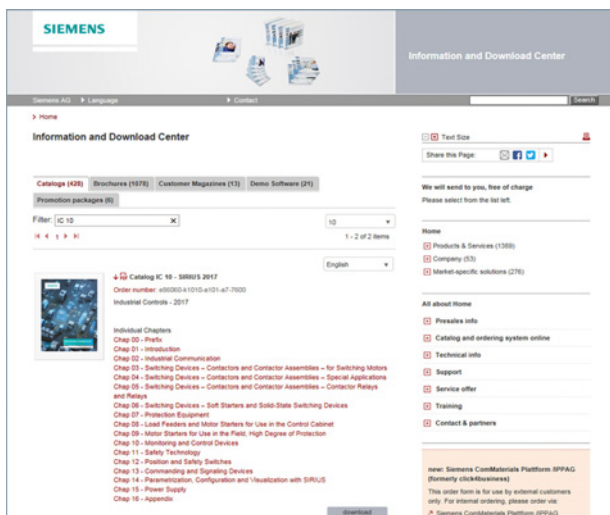 SIEMENS
Information and Download Center
Siemens AG Language Contact Search
Home
Information and Download Center
Catalogs (428) Brochures (1078) Customer Magazines (13) Demo Software (21)
Promotion packages (6)
Filter: IC 10 X 10
1 1 - 2 of 2 items
English
Catalog IC 10 - SIRIUS 2017
Order number: e86060-k1010-a101-a7-7600
Industrial Controls - 2017
Individual Chapters
Chap 00 - Prefix
Chap 01 - Introduction
Chap 02 - Industrial Communication
Chap 03 - Switching Devices – Contactors and Contactor Assemblies – for Switching Motors
Chap 04 - Switching Devices – Contactors and Contactor Assemblies – Special Applications
Chap 05 - Switching Devices – Contactors and Contactor Assemblies – Contactor Relays
and Relays
Chap 06 - Switching Devices – Soft Starters and Solid-State Switching Devices
Chap 07 - Protection Equipment
Chap 08 - Load Feeders and Motor Starters for Use in the Control Cabinet
Chap 09 - Motor Starters for Use in the Field, High Degree of Protection
Chap 10 - Monitoring and Control Devices
Chap 11 - Safety Technology
Chap 12 - Position and Safety Switches
Chap 13 - Commanding and Signaling Devices
Chap 14 - Parametrization, Configuration and Visualization with SIRIUS
Chap 15 - Power Supply
Chap 16 - Appendix
download
Text Size
Share this Page:
We will send to you, free of charge
Please select from the list left.
Home
Products & Services (1389)
Company (53)
Market-specific solutions (276)
All about Home
Presales info
Catalog and ordering system online
Technical info
Support
Service offer
Training
Contact & partners
new: Siemens ComMaterials Plattform /IPPAG
(formerly click4business)
This order form is for use by external customers
only. For internal ordering, please order via:
Siemens ComMaterials Plattform /IPPAG